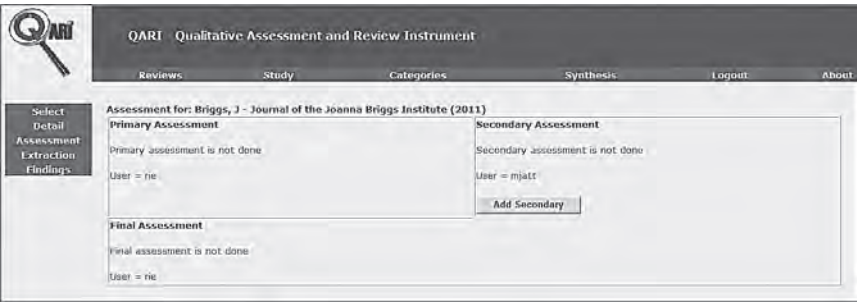 QARI
QARI Qualitative Assessment and Review Instrument
Reviews Study Categories Synthesis Logout About
Select
Detail
Assessment
Extraction
Findings
Assessment for: Briggs, J - Journal of the Joanna Briggs Institute (2011)
Primary Assessment
Primary assessment is not done
User = ne
Secondary Assessment
Secondary assessment is not done
User = mjatt
Add Secondary
Final Assessment
Final assessment is not done
User = ne